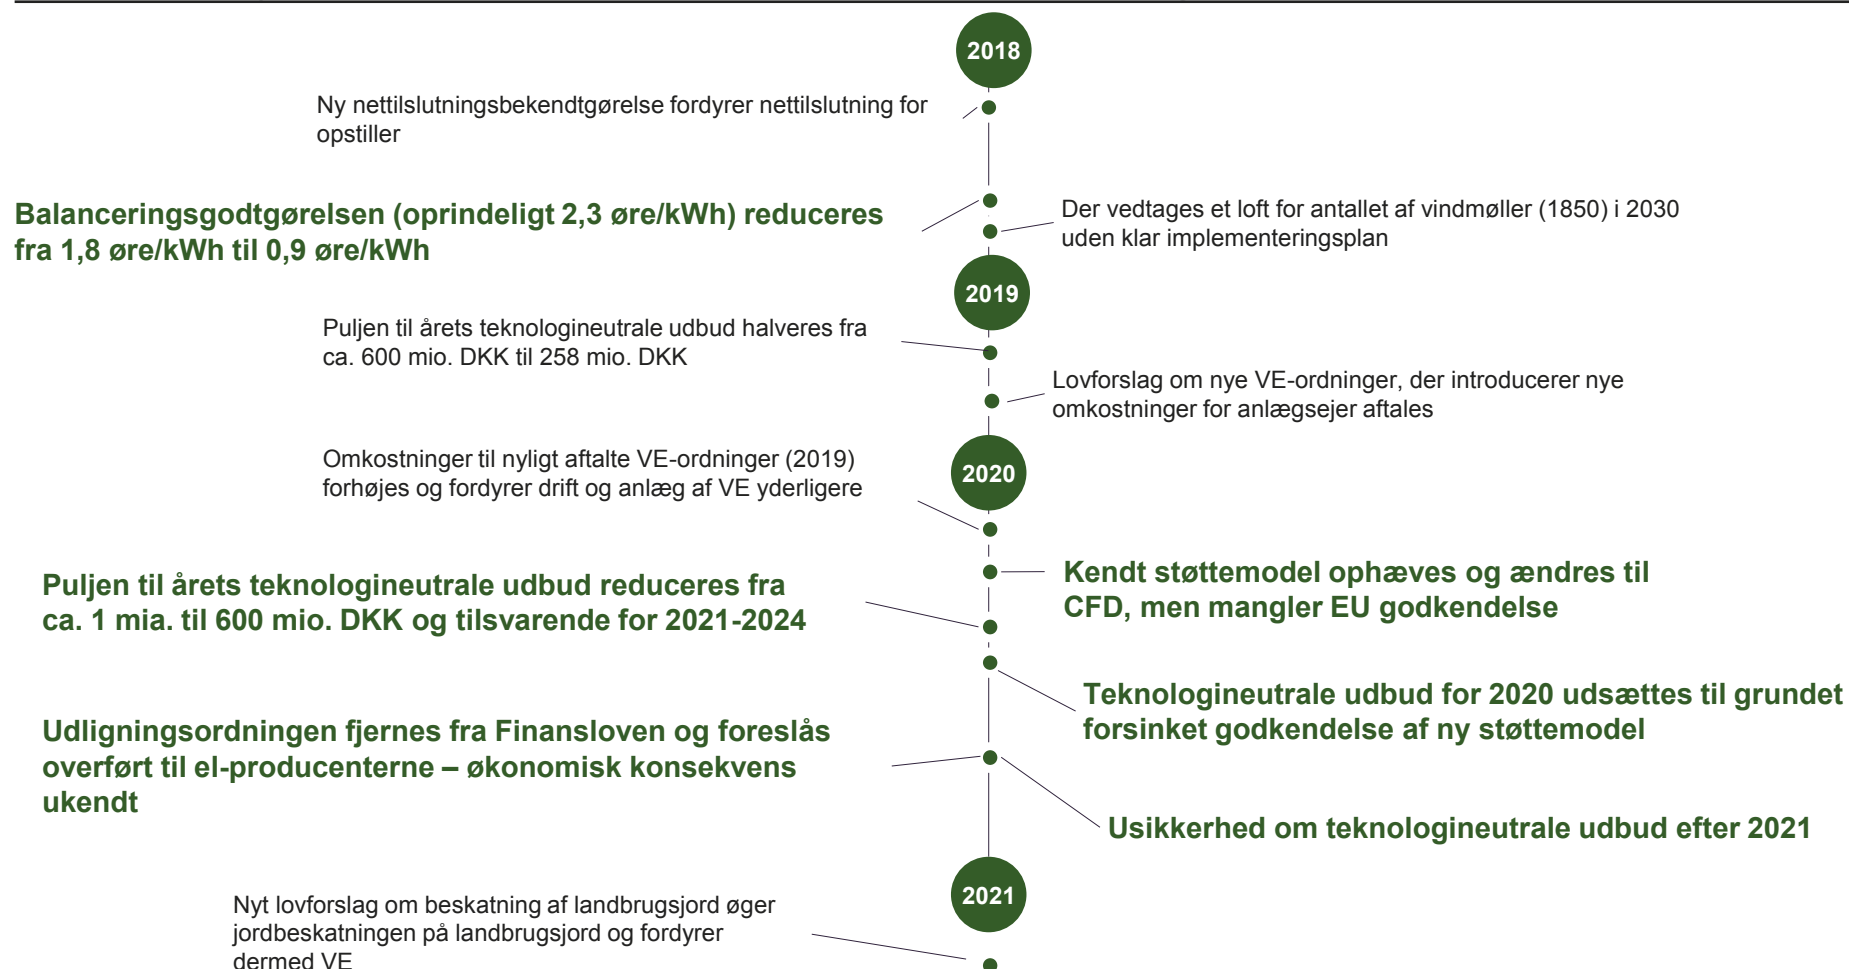 2018
Ny nettilslutningsbekendtgørelse fordyrer nettilslutning for
opstiller
Balanceringsgodtgørelsen (oprindeligt 2,3 øre/kWh) reduceres
fra 1,8 øre/kWh til 0,9 øre/kWh
Der vedtages et loft for antallet af vindmøller (1850) i 2030
uden klar implementeringsplan
2019
Puljen til årets teknologineutrale udbud halveres fra
ca. 600 mio. DKK til 258 mio. DKK
Lovforslag om nye VE-ordninger, der introducerer nye
omkostninger for anlægsejer aftales
2020
Omkostninger til nyligt aftalte VE-ordninger (2019)
forhøjes og fordyrer drift og anlæg af VE yderligere
Kendt støttemodel ophæves og ændres til
CFD, men mangler EU godkendelse
Puljen til årets teknologineutrale udbud reduceres fra
ca. 1 mia. til 600 mio. DKK og tilsvarende for 2021-2024
Teknologineutrale udbud for 2020 udsættes til grundet
forsinket godkendelse af ny støttemodel
Udligningsordningen fjernes fra Finansloven og foreslås
overført til el-producenterne – økonomisk konsekvens
ukendt
Usikkerhed om teknologineutrale udbud efter 2021
2021
Nyt lovforslag om beskatning af landbrugsjord øger
jordbeskatningen på landbrugsjord og fordyrer
dermed VE